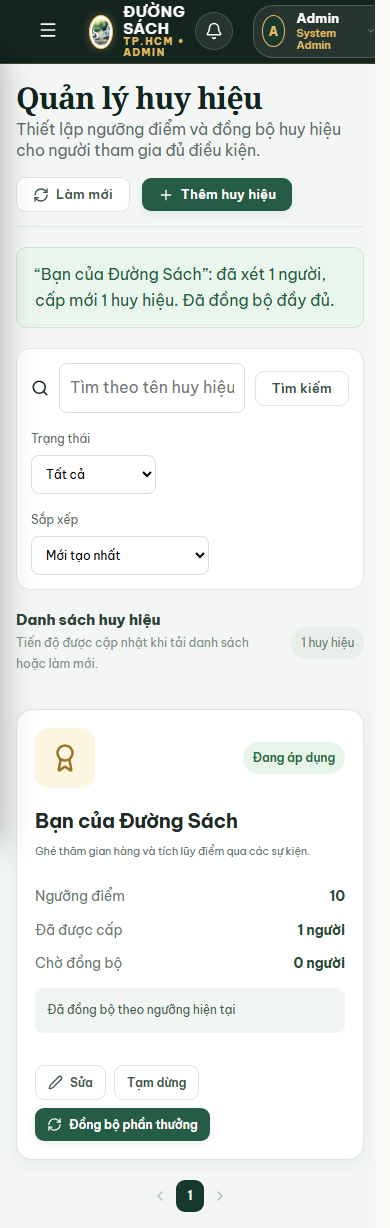 ĐƯỜNG
SÁCH
TP.HCM •
ADMIN
A
Admin
System
Admin
Quản lý huy hiệu
Thiết lập ngưỡng điểm và đồng bộ huy hiệu
cho người tham gia đủ điều kiện.
Làm mới
Thêm huy hiệu
“Bạn của Đường Sách”: đã xét 1 người,
cấp mới 1 huy hiệu. Đã đồng bộ đầy đủ.
Tìm theo tên huy hiệu
Tìm kiếm
Trạng thái
Tất cả
Sắp xếp
Mới tạo nhất
Danh sách huy hiệu
Tiến độ được cập nhật khi tải danh sách
hoặc làm mới.
1 huy hiệu
Đang áp dụng
Bạn của Đường Sách
Ghé thăm gian hàng và tích lũy điểm qua các sự kiện.
Ngưỡng điểm 10
Đã được cấp 1 người
Chờ đồng bộ 0 người
Đã đồng bộ theo ngưỡng hiện tại
Sửa
Tạm dừng
Đồng bộ phần thưởng
1